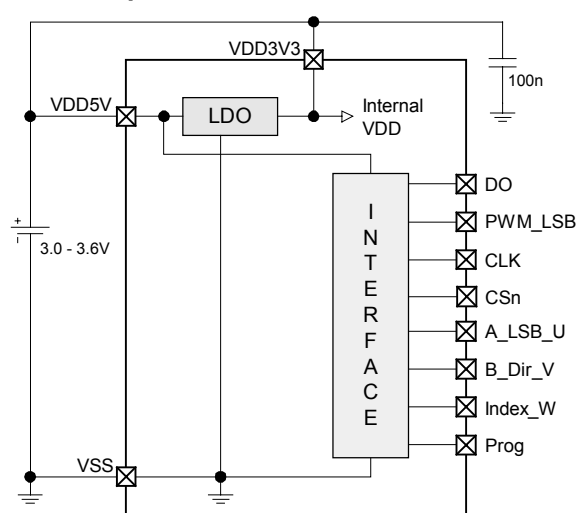 VDD3V3
100n
VDD5V
LDO
Internal
VDD
+
-
3.0 - 3.6V
INTERFACE
DO
PWM_LSB
CLK
CSn
A_LSB_U
B_Dir_V
Index_W
Prog
VSS